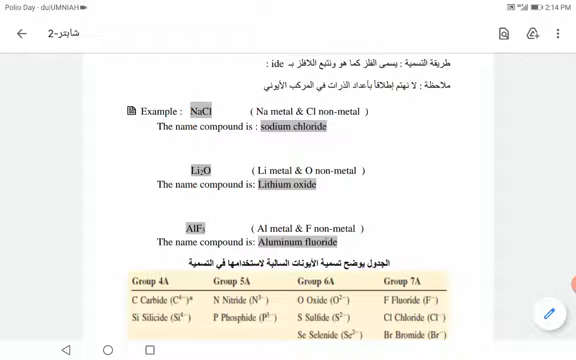 Polio Day - du|UMNIAH 2:14 PM
شابتدر-2
طريقة التسمية : يسمى الفلز كما هو ونتبع اللافلز بـ ide :
ملاحظة : لا نهتم إطلاقاً بأعداد الذرات في المركب الأيوني
Example : NaCl ( Na metal & Cl non-metal )
The name compound is : sodium chloride
Li₂O ( Li metal & O non-metal )
The name compound is: Lithium oxide
AlF₃ ( Al metal & F non-metal )
The name compound is: Aluminum fluoride
الجدول يوضح تسمية الأيونات السالبة لاستخدامها في التسمية
Group 4A Group 5A Group 6A Group 7A
C Carbide (C⁴⁻)* N Nitride (N³⁻) O Oxide (O²⁻) F Fluoride (F⁻)
Si Silicide (Si⁴⁻) P Phosphide (P³⁻) S Sulfide (S²⁻) Cl Chloride (Cl⁻)
Se Selenide (Se²⁻) Br Bromide (Br⁻)